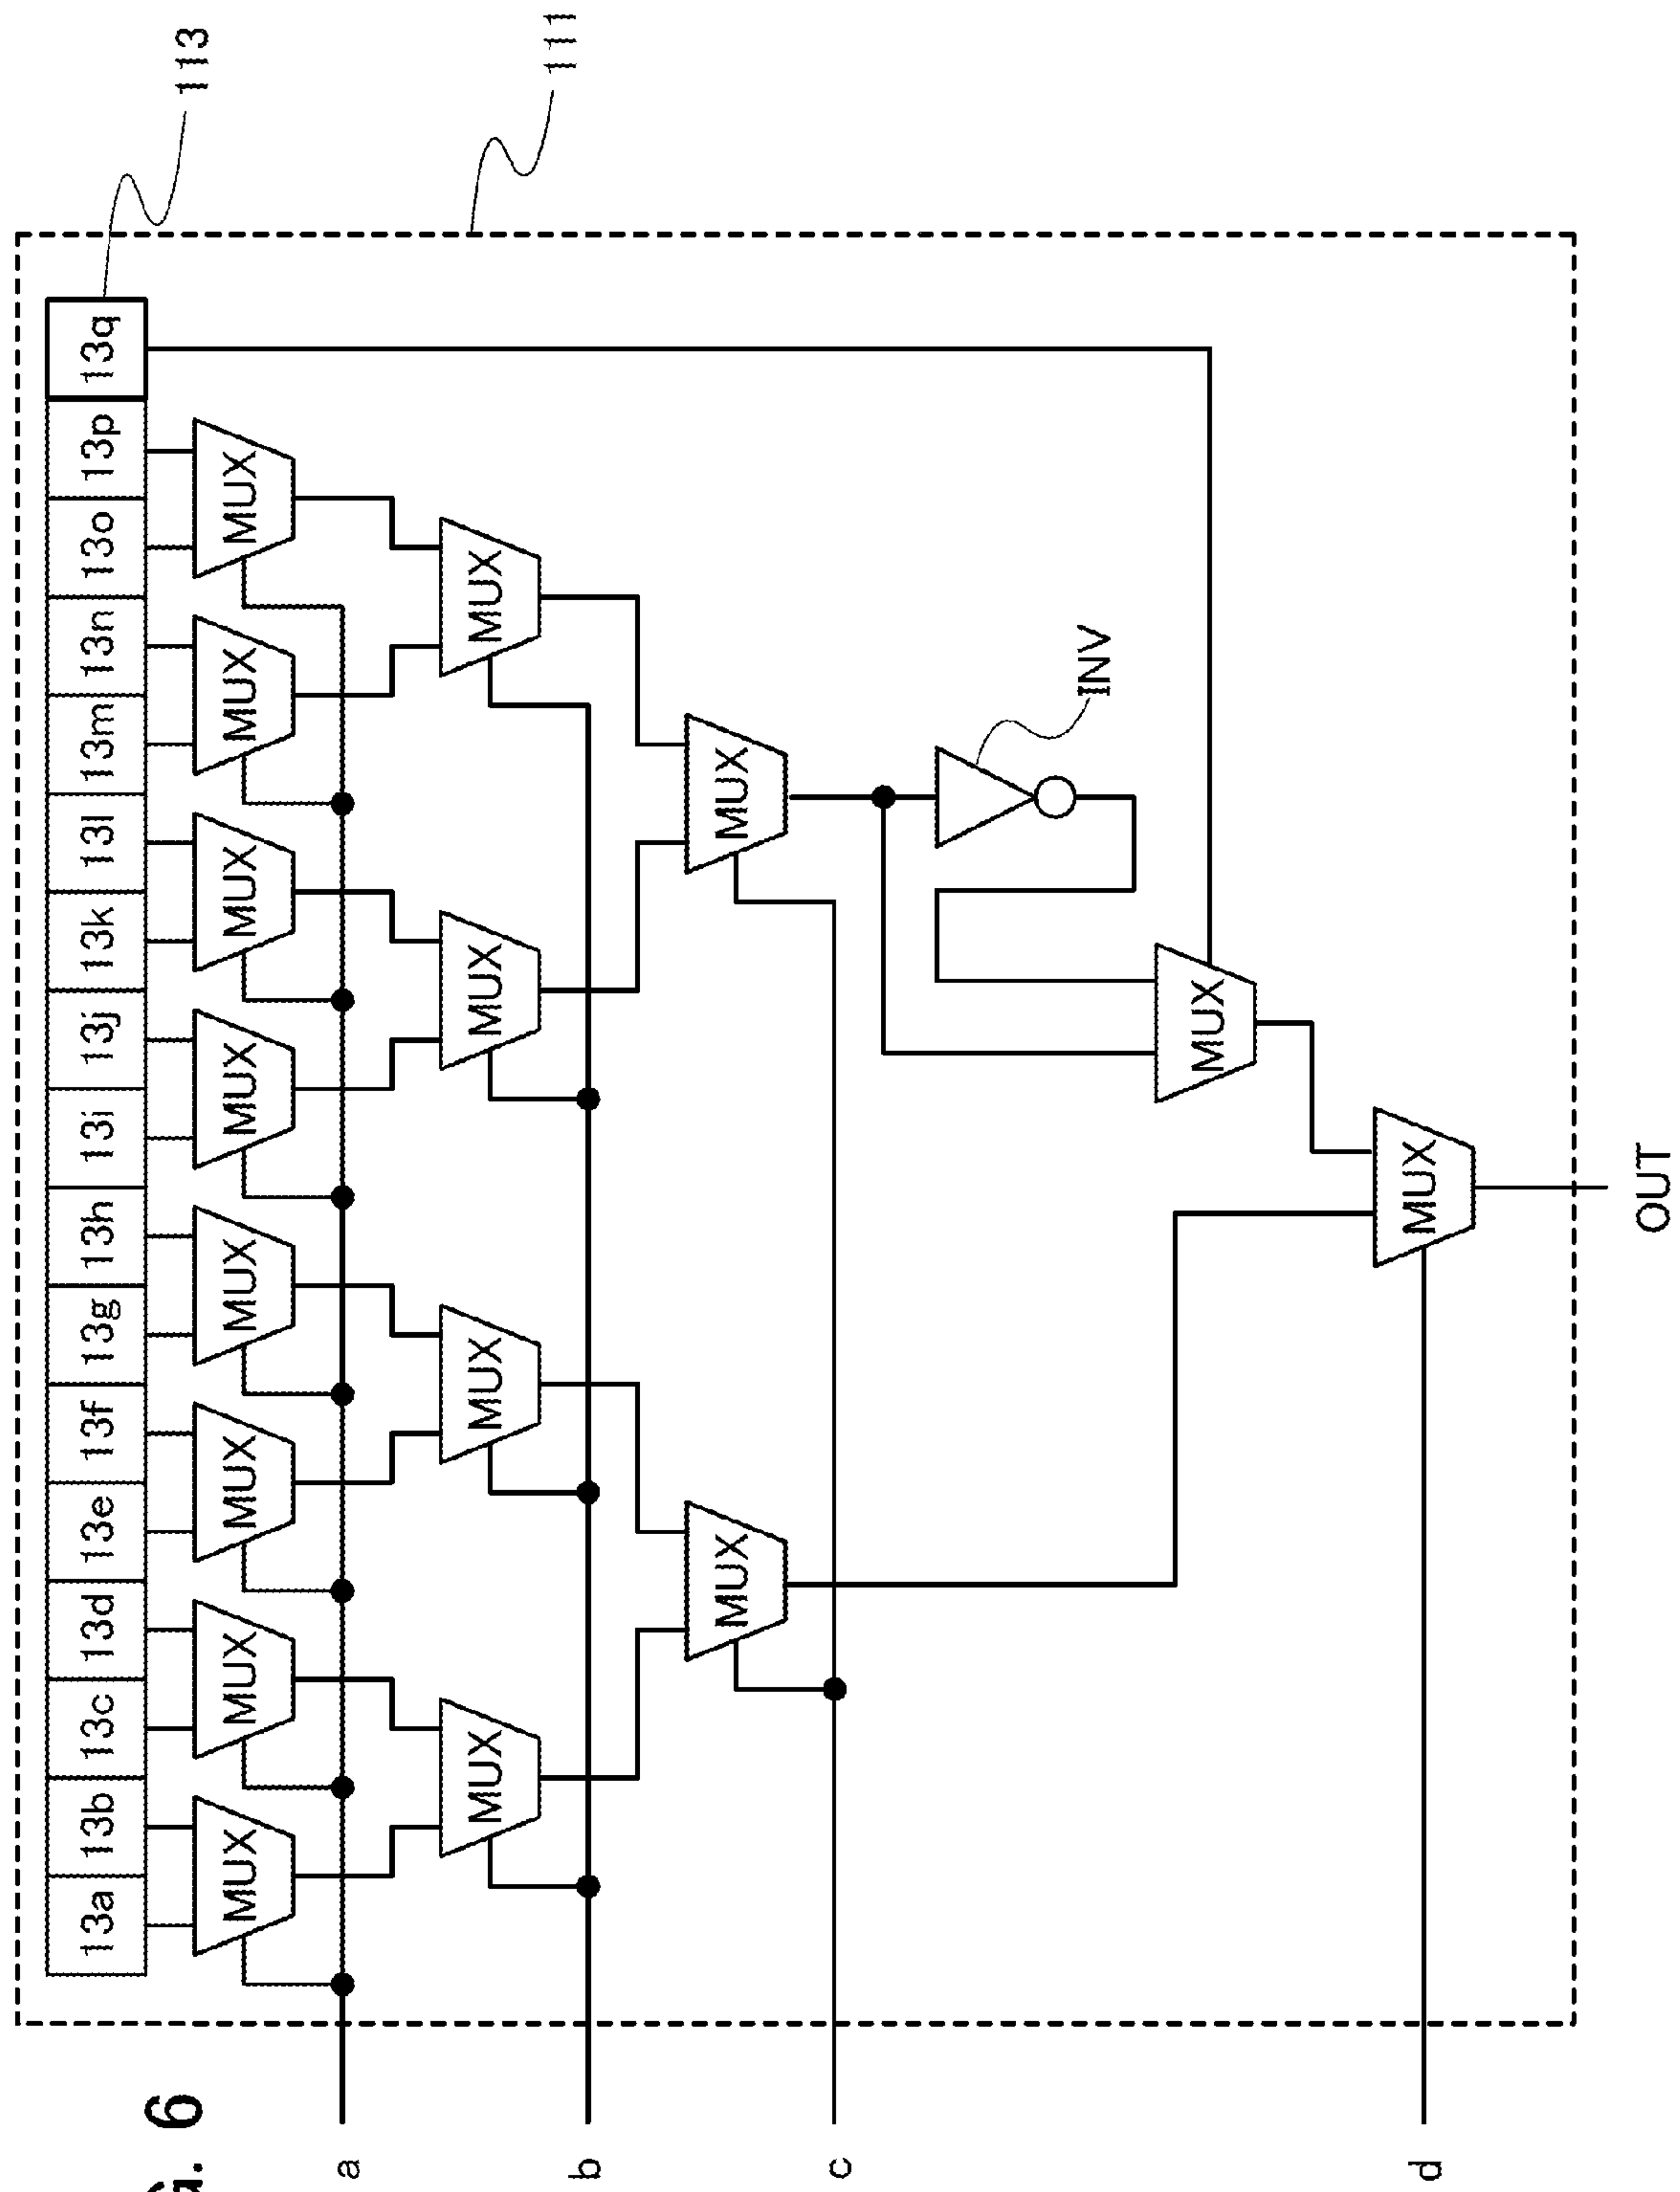 G. 6
113
111
13a 13b 13c 13d 13e 13f 13g 13h 13i 13j 13k 13l 13m 13n 13o 13p 13q
MUX MUX MUX MUX MUX MUX MUX MUX
a
MUX MUX MUX MUX
b
MUX MUX
c
INV
MUX
MUX
d
OUT